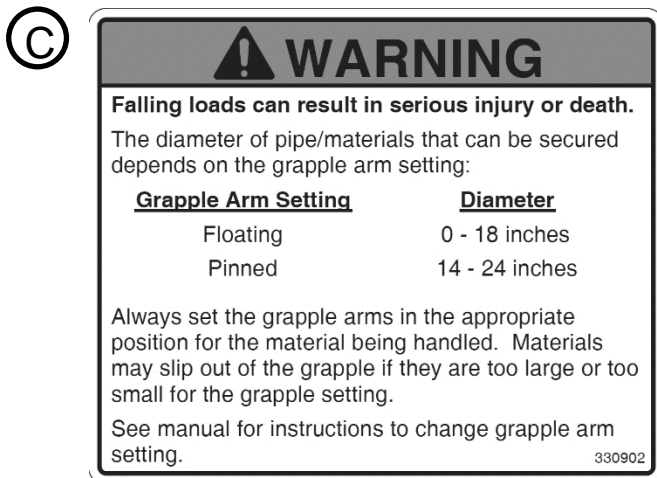 C
WARNING
Falling loads can result in serious injury or death.
The diameter of pipe/materials that can be secured
depends on the grapple arm setting:
Grapple Arm Setting Diameter
Floating 0 - 18 inches
Pinned 14 - 24 inches
Always set the grapple arms in the appropriate
position for the material being handled. Materials
may slip out of the grapple if they are too large or too
small for the grapple setting.
See manual for instructions to change grapple arm
setting.
330902